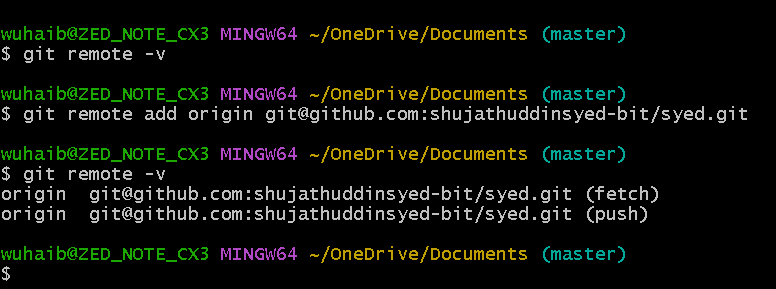 wuhaib@ZED_NOTE_CX3 MINGW64 ~/OneDrive/Documents (master)
$ git remote -v
wuhaib@ZED_NOTE_CX3 MINGW64 ~/OneDrive/Documents (master)
$ git remote add origin git@github.com:shujathuddinsyed-bit/syed.git
wuhaib@ZED_NOTE_CX3 MINGW64 ~/OneDrive/Documents (master)
$ git remote -v
origin  git@github.com:shujathuddinsyed-bit/syed.git (fetch)
origin  git@github.com:shujathuddinsyed-bit/syed.git (push)
wuhaib@ZED_NOTE_CX3 MINGW64 ~/OneDrive/Documents (master)
$